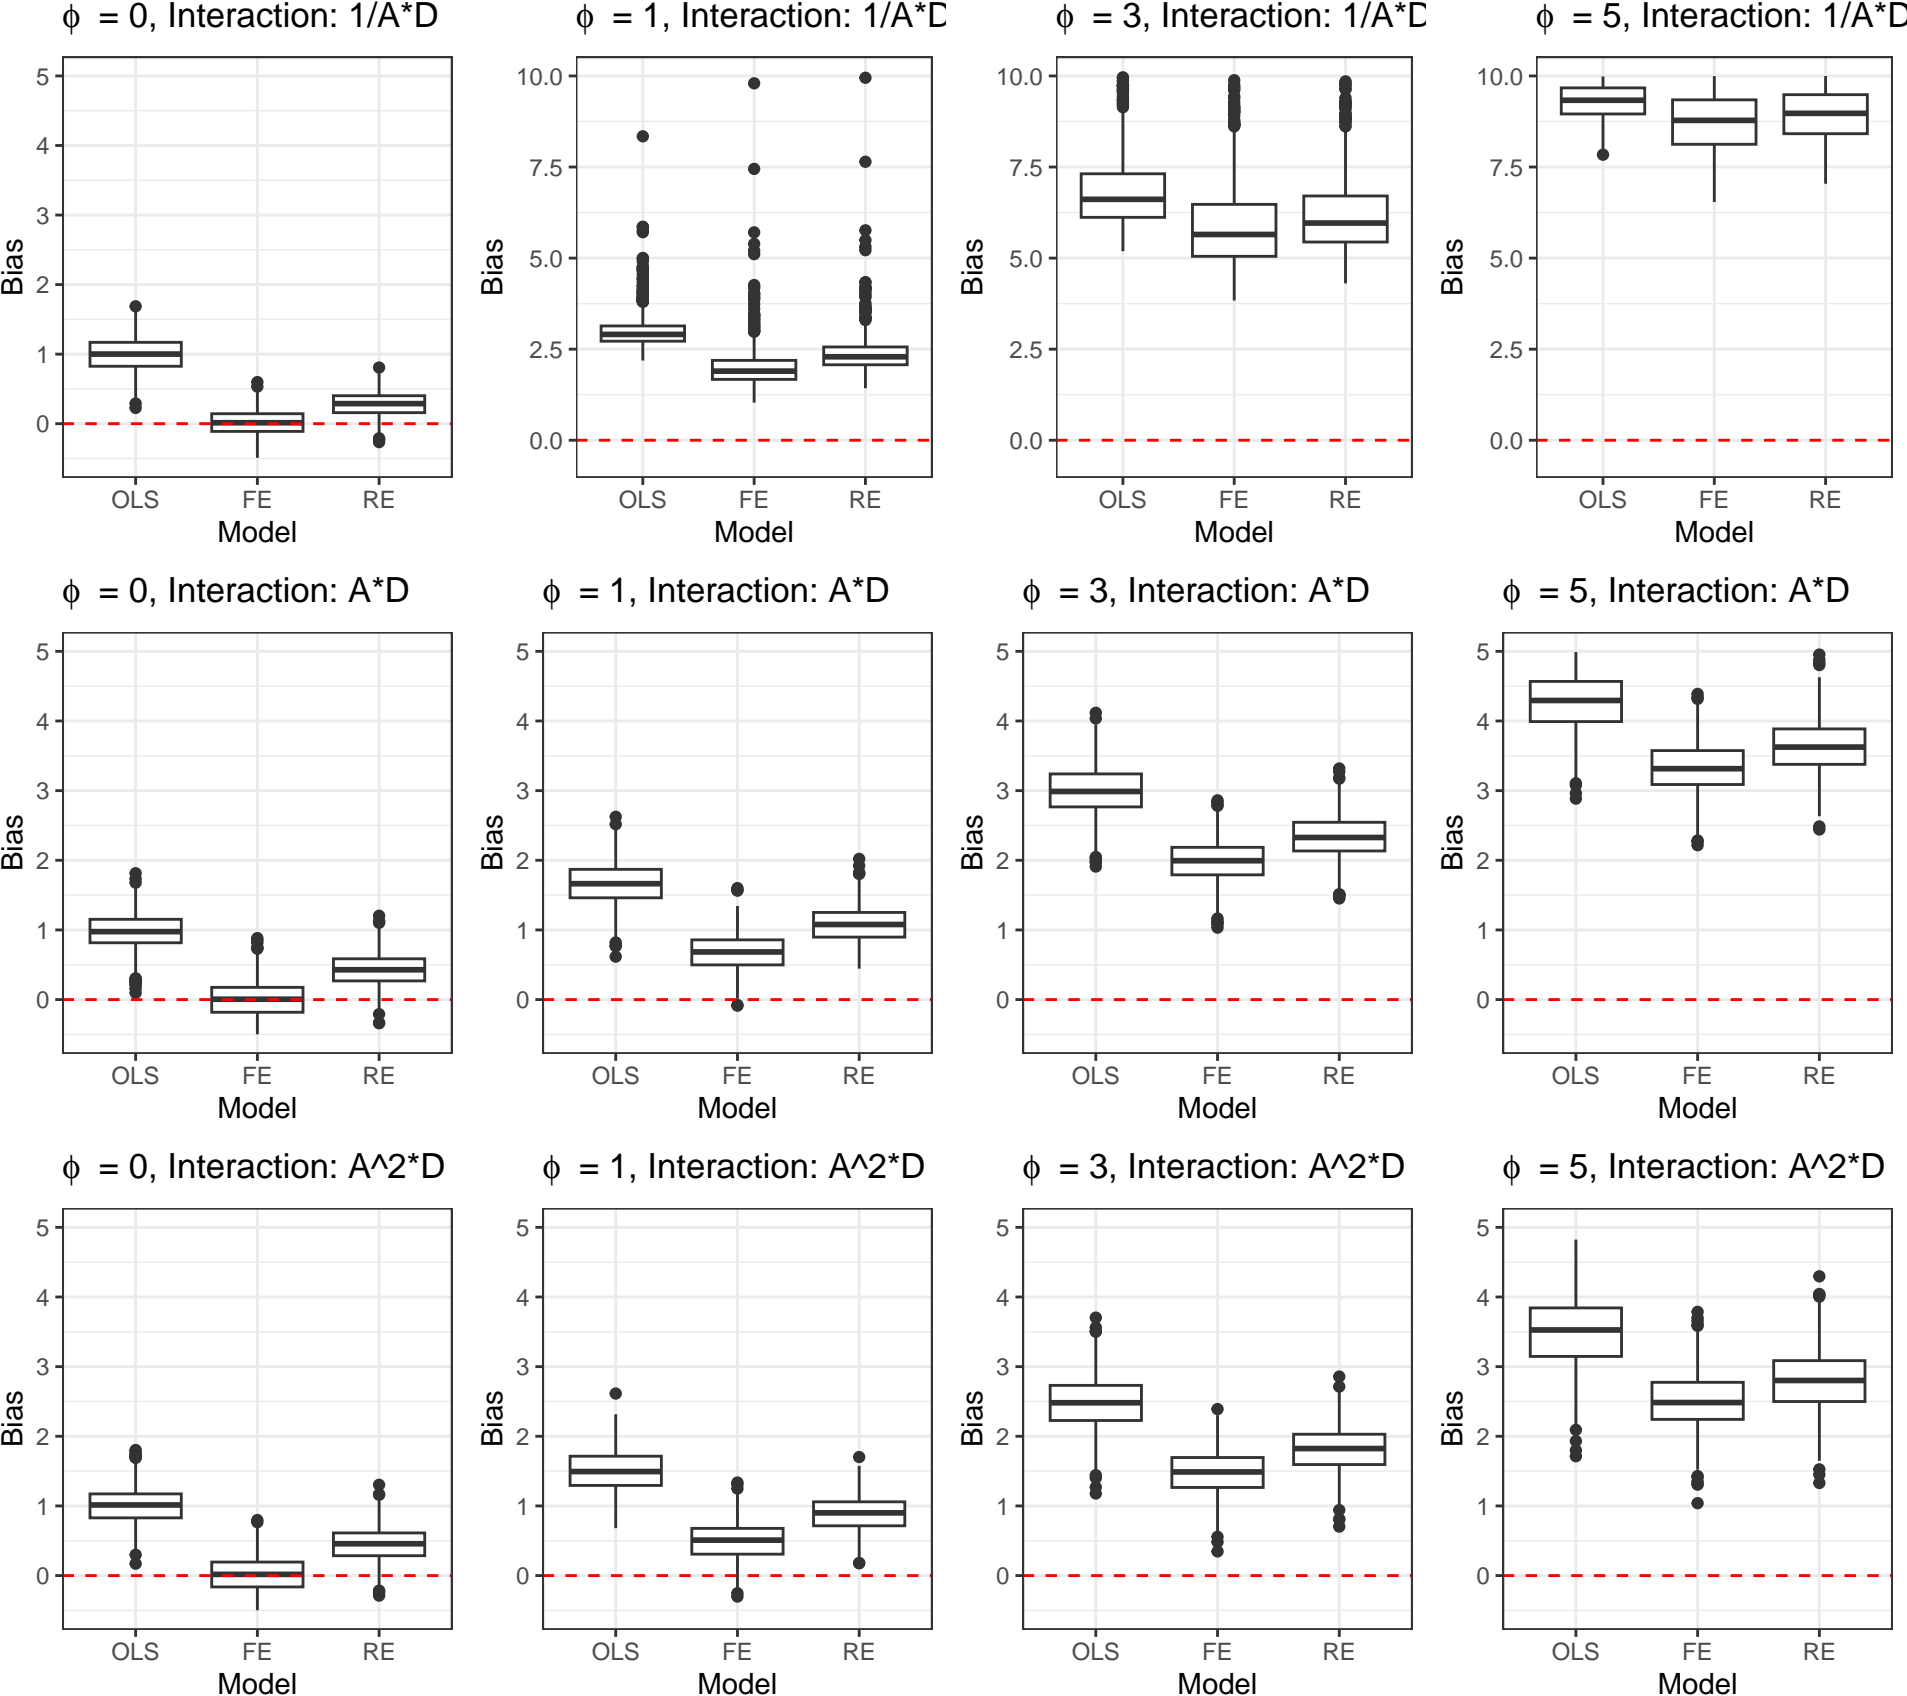 ϕ = 0, Interaction: 1/A*D
5
4
3
2
1
0
Bias
OLS FE RE
Model
ϕ = 1, Interaction: 1/A*D
10.0
7.5
5.0
2.5
0.0
Bias
OLS FE RE
Model
ϕ = 3, Interaction: 1/A*D
10.0
7.5
5.0
2.5
0.0
Bias
OLS FE RE
Model
ϕ = 5, Interaction: 1/A*D
10.0
7.5
5.0
2.5
0.0
Bias
OLS FE RE
Model
ϕ = 0, Interaction: A*D
5
4
3
2
1
0
Bias
OLS FE RE
Model
ϕ = 1, Interaction: A*D
5
4
3
2
1
0
Bias
OLS FE RE
Model
ϕ = 3, Interaction: A*D
5
4
3
2
1
0
Bias
OLS FE RE
Model
ϕ = 5, Interaction: A*D
5
4
3
2
1
0
Bias
OLS FE RE
Model
ϕ = 0, Interaction: A^2*D
5
4
3
2
1
0
Bias
OLS FE RE
Model
ϕ = 1, Interaction: A^2*D
5
4
3
2
1
0
Bias
OLS FE RE
Model
ϕ = 3, Interaction: A^2*D
5
4
3
2
1
0
Bias
OLS FE RE
Model
ϕ = 5, Interaction: A^2*D
5
4
3
2
1
0
Bias
OLS FE RE
Model